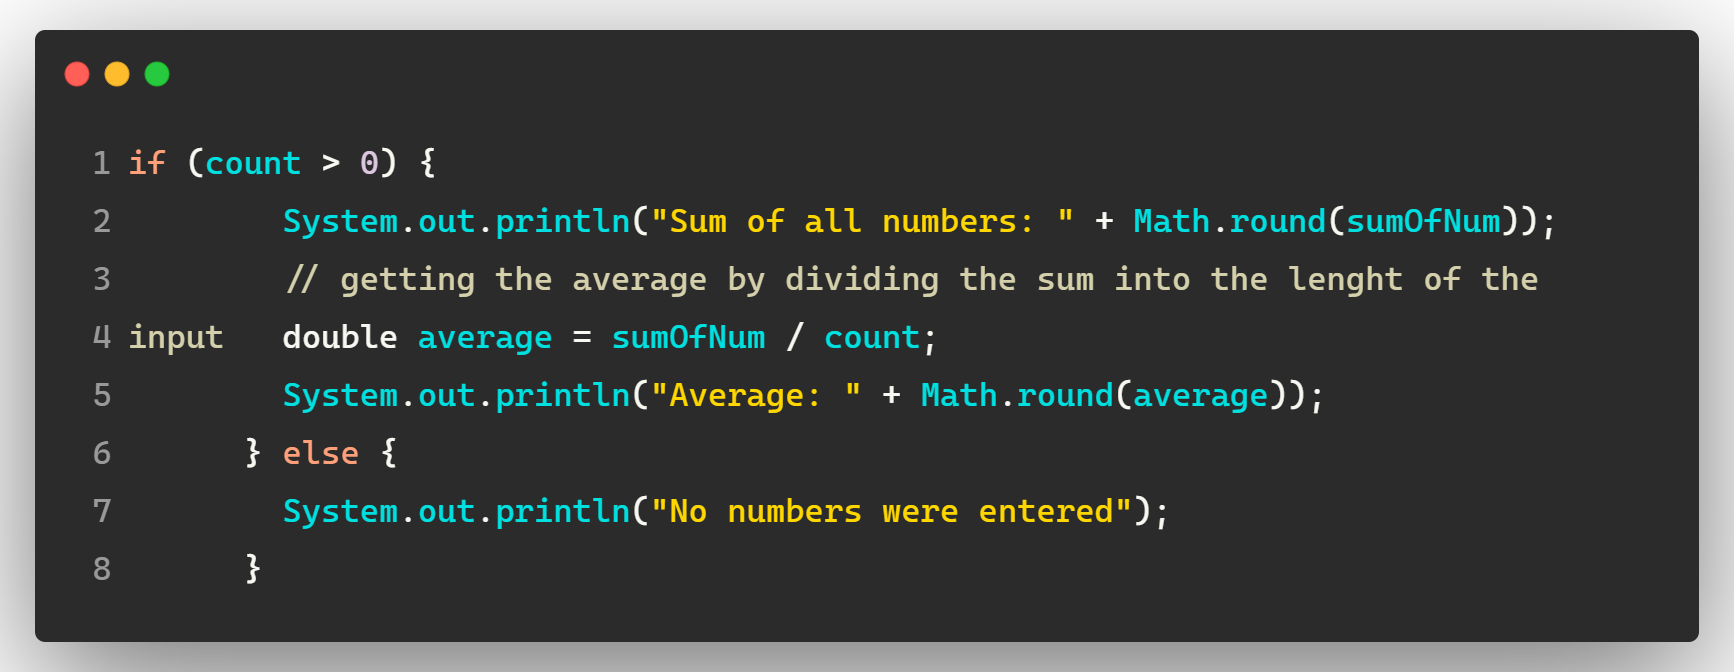 1 if (count > 0) {
2         System.out.println("Sum of all numbers: " + Math.round(sumOfNum));
3         // getting the average by dividing the sum into the lenght of the
4 input   double average = sumOfNum / count;
5         System.out.println("Average: " + Math.round(average));
6       } else {
7         System.out.println("No numbers were entered");
8       }